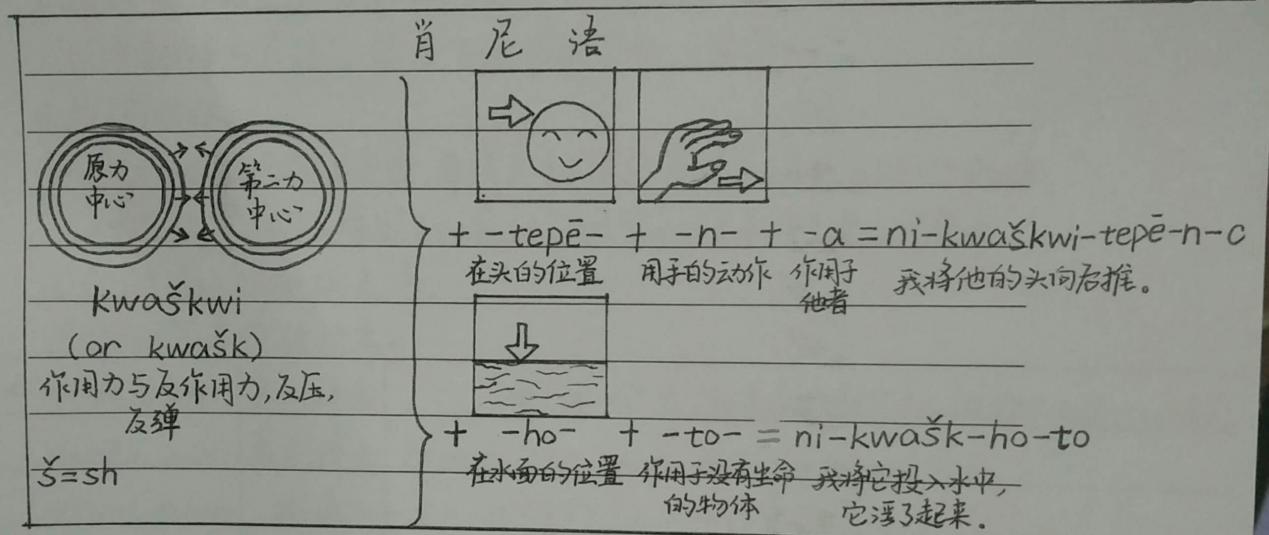 肖尼语
原力
中心
第二力
中心
kwaškwi
(or kwašk)
作用力与反作用力,反压,
反弹
š=sh
+ -tepē- + -n- + -a = ni-kwaškwi-tepē-n-c
在头的位置 用手的动作 作用于
他者
我将他的头向后推。
+ -ho- + -to- = ni-kwašk-ho-to
在水面的位置 作用于没有生命
的物体
我将它投入水中,
它浮了起来。